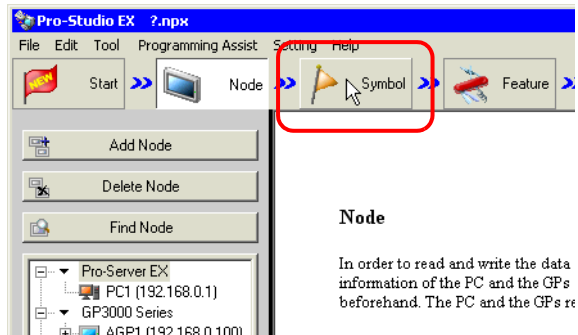 Pro-Studio EX ?.npx
File Edit Tool Programming Assist Setting Help
NEW Start Node Symbol Feature
Add Node
Delete Node
Find Node
Node
In order to read and write the data
information of the PC and the GPs
beforehand. The PC and the GPs re
Pro-Server EX
PC1 (192.168.0.1)
GP3000 Series
AGP1 (192.168.0.100)